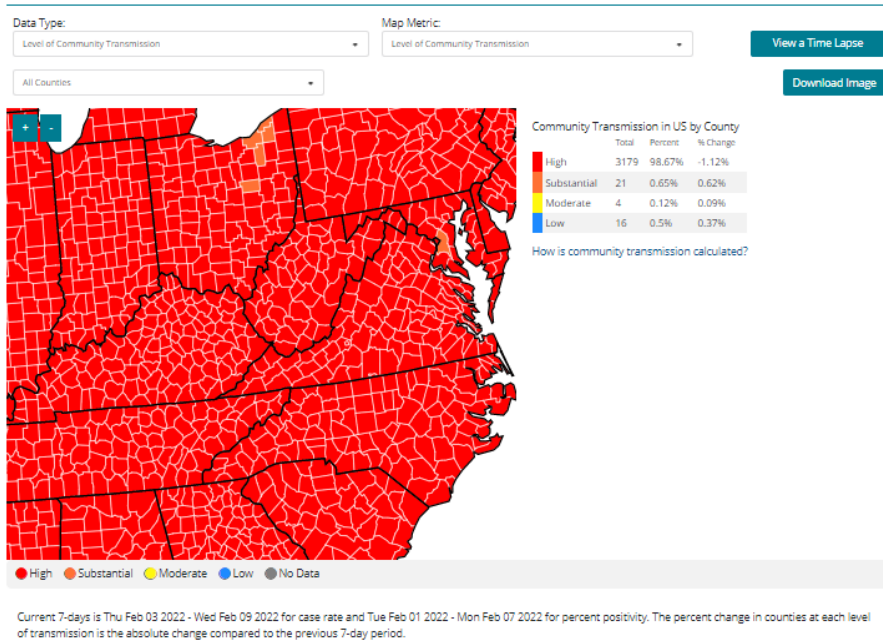 Data Type:
Map Metric:
Level of Community Transmission
Level of Community Transmission
View a Time Lapse
All Counties
Download Image
+ -
Community Transmission in US by County
Total Percent % Change
High 3179 98.67% -1.12%
Substantial 21 0.65% 0.62%
Moderate 4 0.12% 0.09%
Low 16 0.5% 0.37%
How is community transmission calculated?
High Substantial Moderate Low No Data
Current 7-days is Thu Feb 03 2022 - Wed Feb 09 2022 for case rate and Tue Feb 01 2022 - Mon Feb 07 2022 for percent positivity. The percent change in counties at each level
of transmission is the absolute change compared to the previous 7-day period.